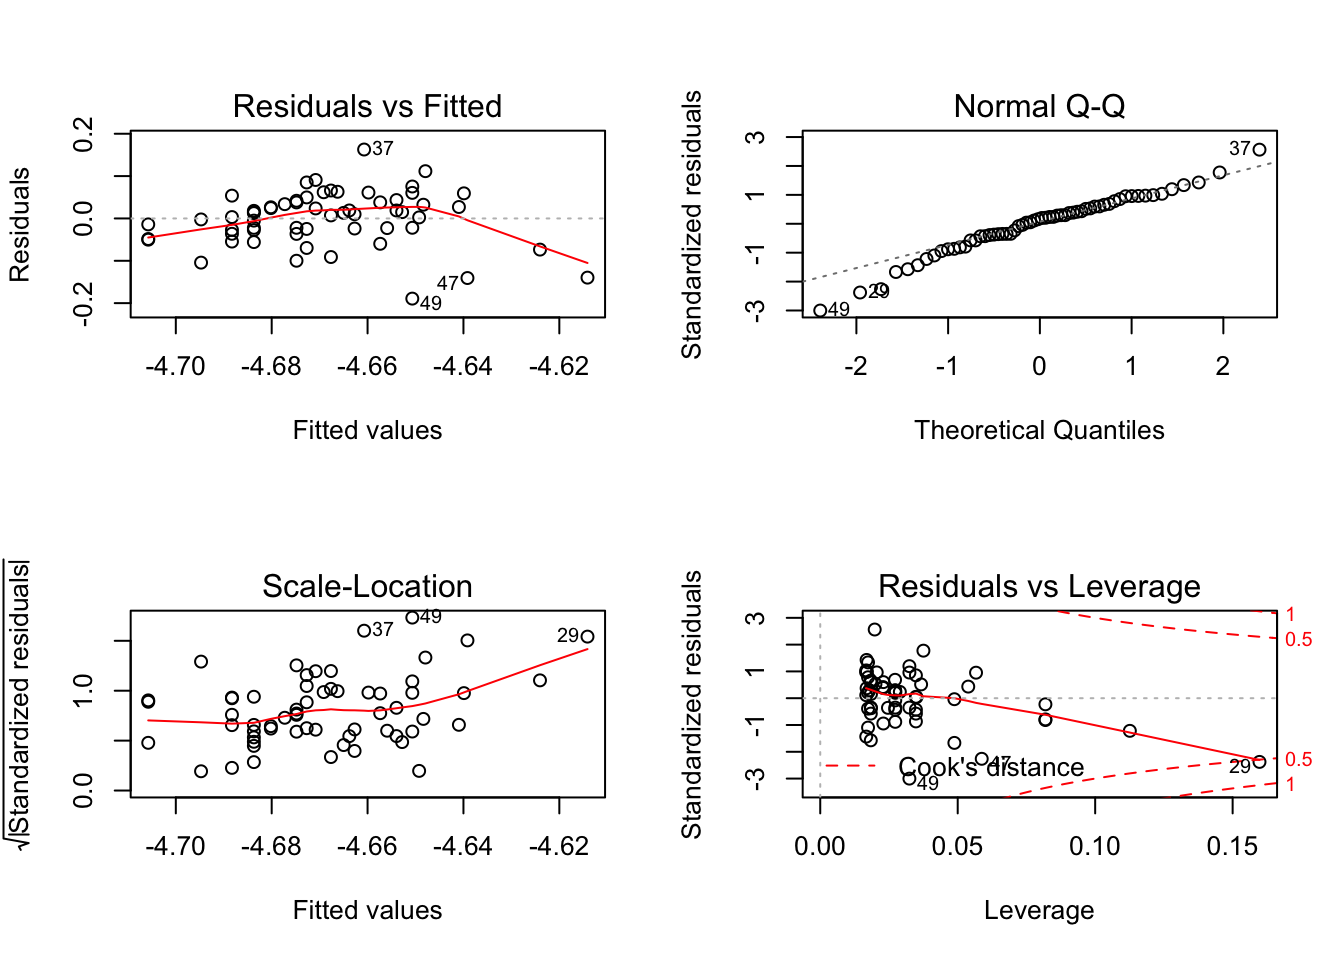 Residuals vs Fitted
Residuals
0.2
0.0
-0.2
37
47
49
-4.70 -4.68 -4.66 -4.64 -4.62
Fitted values
Normal Q-Q
Standardized residuals
3
1
-1
-3
37
29
49
-2 -1 0 1 2
Theoretical Quantiles
Scale-Location
√|Standardized residuals|
1.0
0.0
49
37
29
-4.70 -4.68 -4.66 -4.64 -4.62
Fitted values
Residuals vs Leverage
Standardized residuals
3
1
-1
-3
1
0.5
0.5
1
47
29
Cook's distance
49
0.00 0.05 0.10 0.15
Leverage